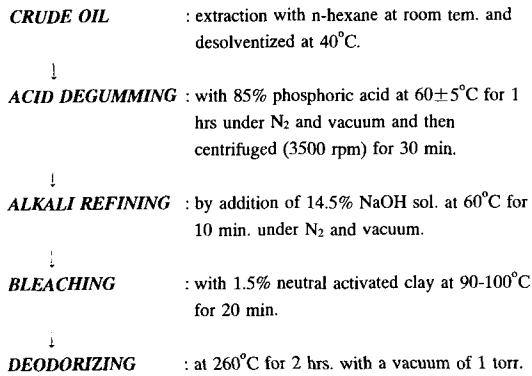 CRUDE OIL : extraction with n-hexane at room tem. and
desolventized at 40°C.
↓
ACID DEGUMMING : with 85% phosphoric acid at 60±5°C for 1
hrs under N₂ and vacuum and then
centrifuged (3500 rpm) for 30 min.
↓
ALKALI REFINING : by addition of 14.5% NaOH sol. at 60°C for
10 min. under N₂ and vacuum.
↓
BLEACHING : with 1.5% neutral activated clay at 90-100°C
for 20 min.
↓
DEODORIZING : at 260°C for 2 hrs. with a vacuum of 1 torr.